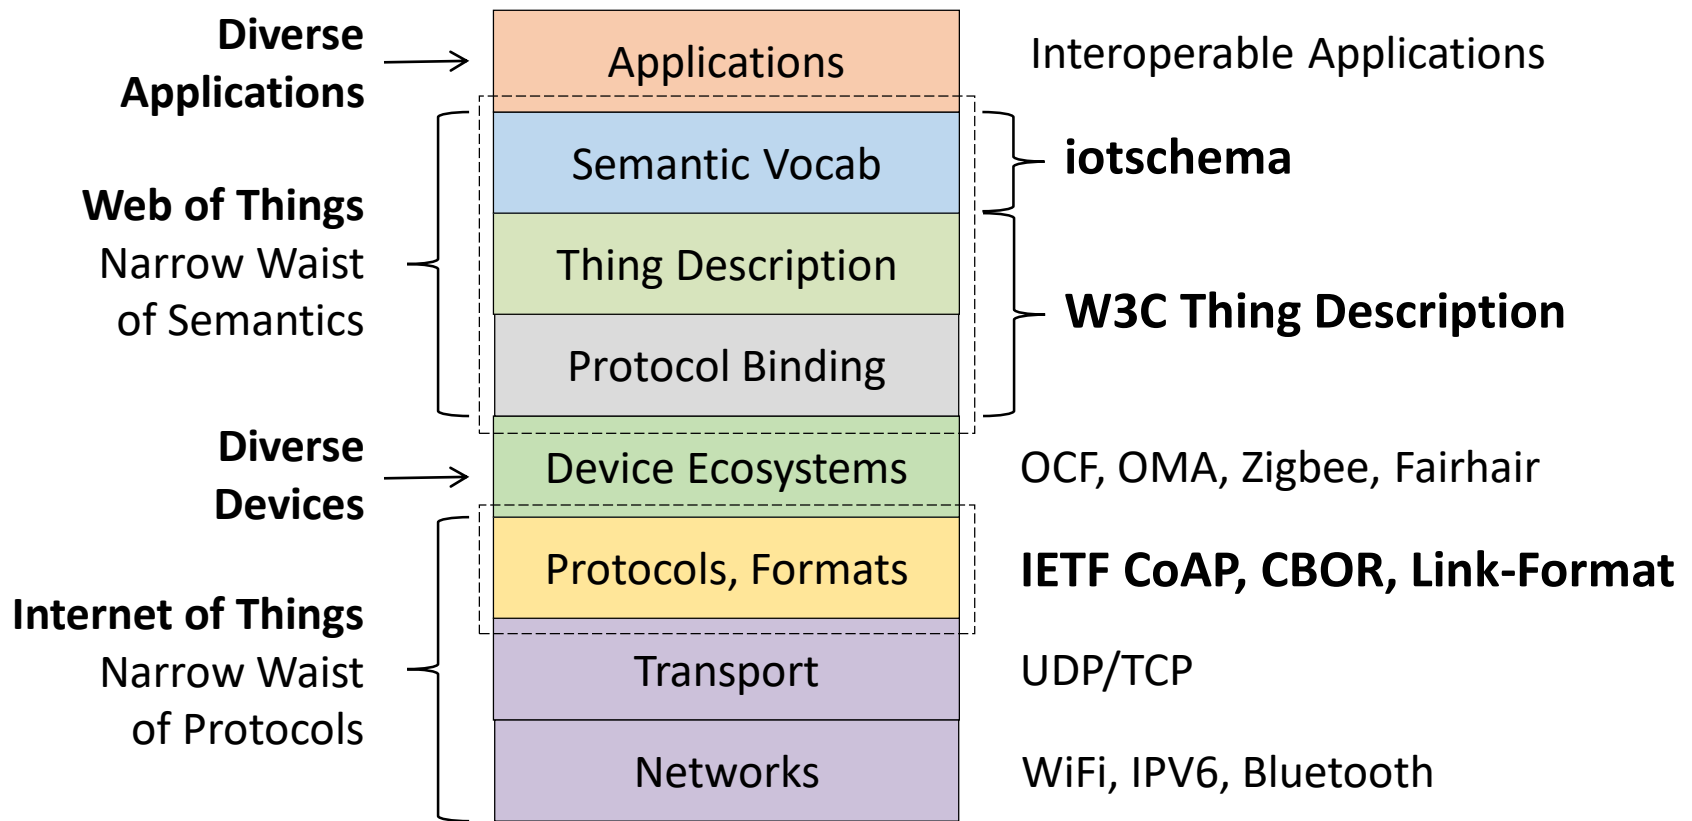 Diverse
Applications
Applications
Interoperable Applications
Semantic Vocab
iotschema
Web of Things
Narrow Waist
of Semantics
Thing Description
W3C Thing Description
Protocol Binding
Diverse
Devices
Device Ecosystems
OCF, OMA, Zigbee, Fairhair
Protocols, Formats
IETF CoAP, CBOR, Link-Format
Internet of Things
Narrow Waist
of Protocols
Transport
UDP/TCP
Networks
WiFi, IPV6, Bluetooth